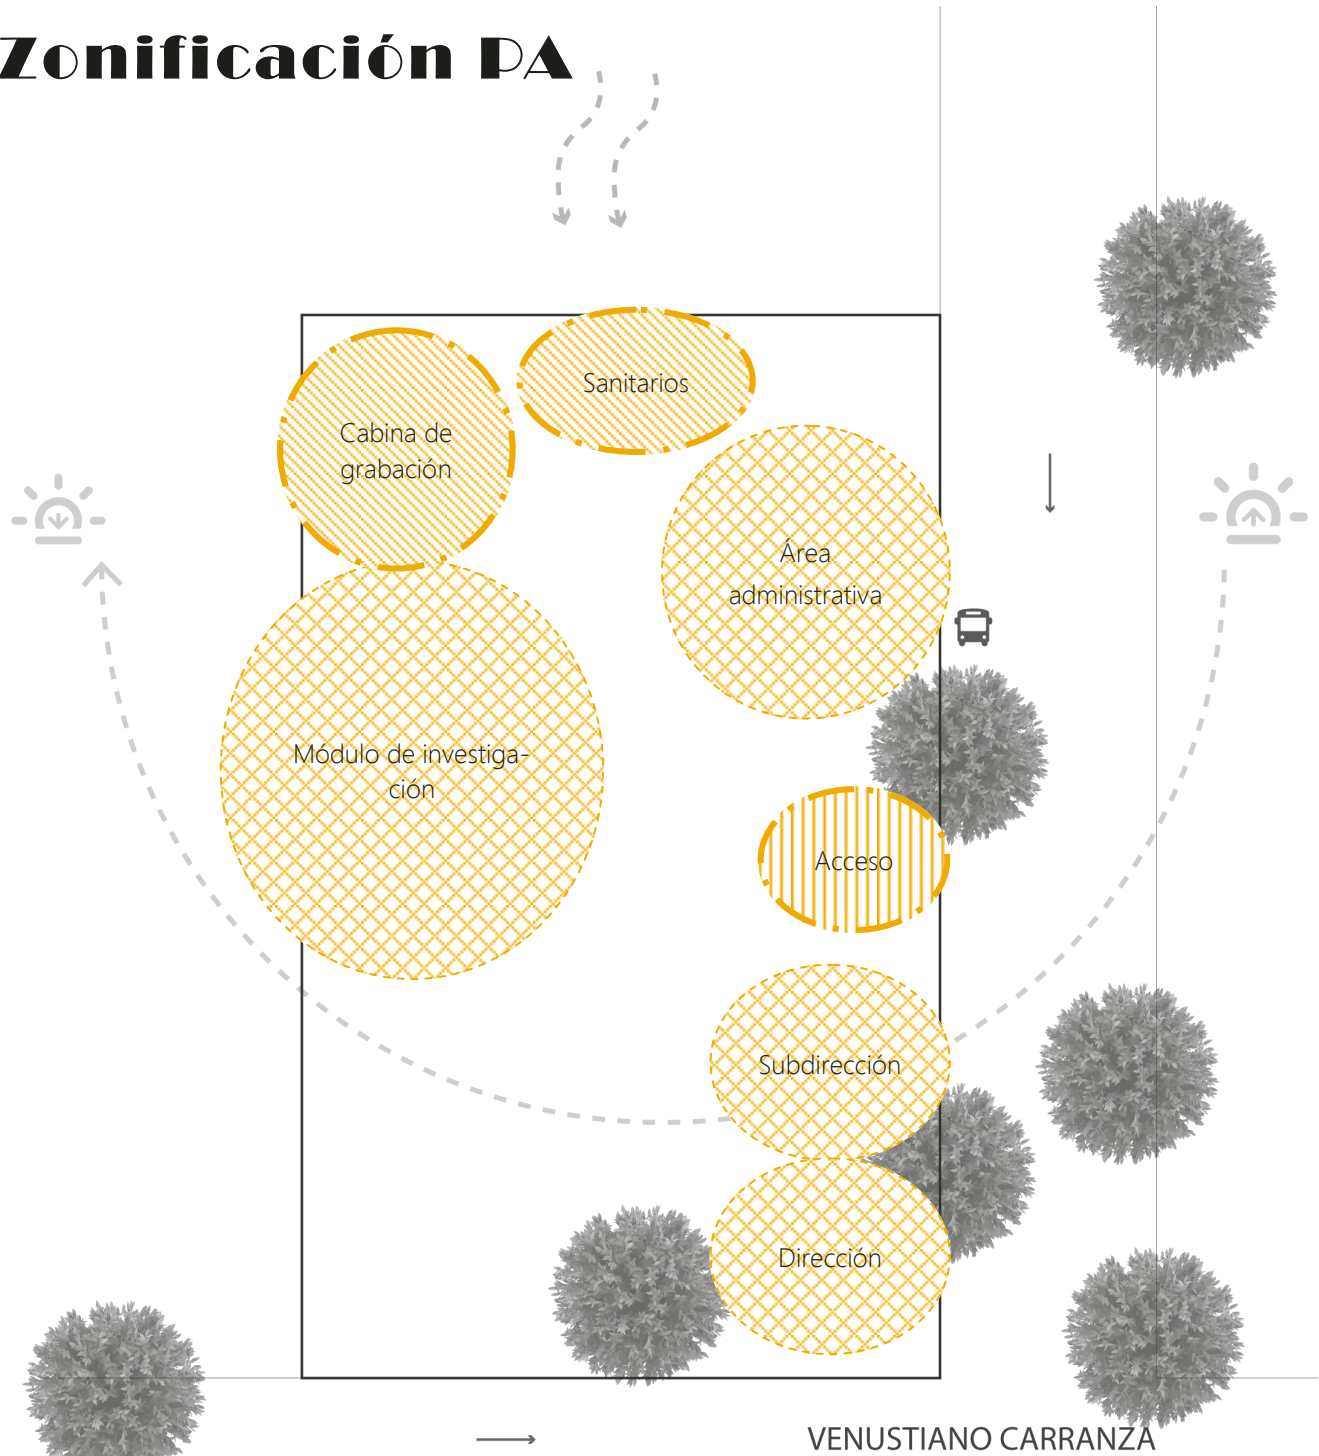 Zonificación PA
Sanitarios
Cabina de
grabación
Área
administrativa
Módulo de investiga-
ción
Acceso
Subdirección
Dirección
VENUSTIANO CARRANZA